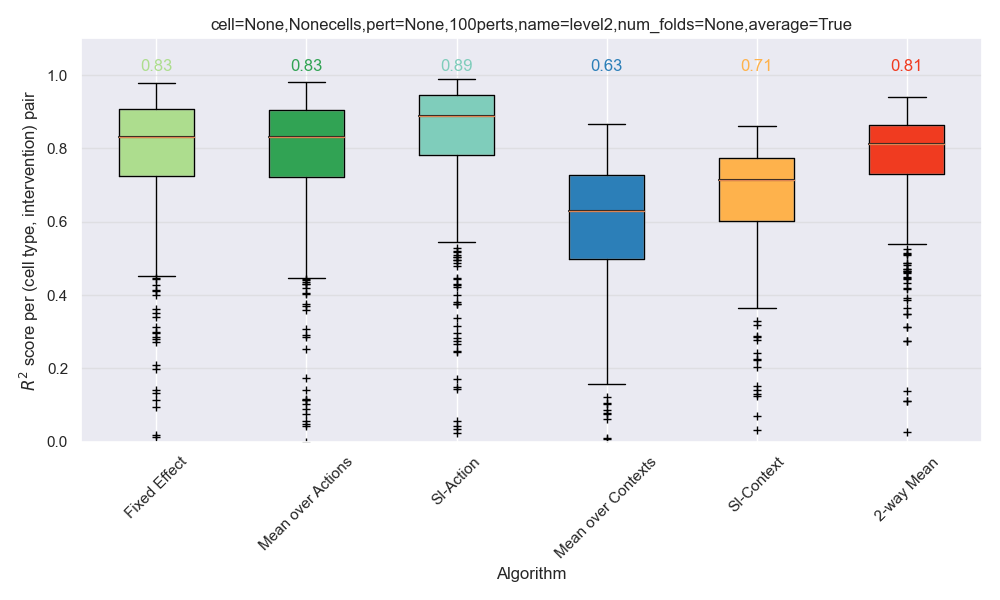 cell=None,Nonecells,pert=None,100perts,name=level2,num_folds=None,average=True
0.83
0.83
0.89
0.63
0.71
0.81
1.0
0.8
0.6
0.4
0.2
0.0
R² score per (cell type, intervention) pair
Fixed Effect
Mean over Actions
SI-Action
Mean over Contexts
SI-Context
2-way Mean
Algorithm